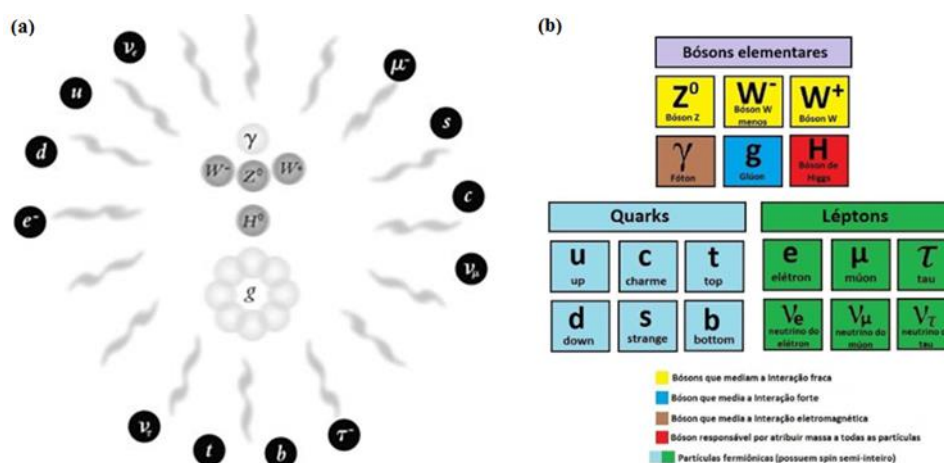 (a)
νe
u
d
e-
μ-
s
c
νμ
γ
W-
Z0
W+
H0
g
ντ
t
b
τ-
(b)
Bósons elementares
Z0
Bóson Z
W-
Bóson W
menos
W+
Bóson W
γ
Fóton
g
Glúon
H
Bóson de
Higgs
Quarks
u
up
c
charme
t
top
d
down
s
strange
b
bottom
Léptons
e
elétron
μ
múon
τ
tau
νe
neutrino do
elétron
νμ
neutrino do
múon
ντ
neutrino d
tau
Bósons que mediam a Interação fraca
Bóson que media a Interação forte
Bóson que media a Interação eletromagnética
Bóson responsável por atribuir massa a todas as partículas
Partículas fermiônicas (possuem spin semi-inteiro)